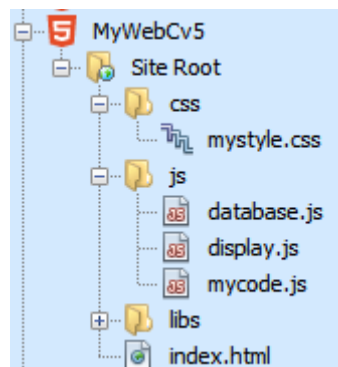 MyWebCv5
Site Root
css
mystyle.css
js
database.js
display.js
mycode.js
libs
index.html